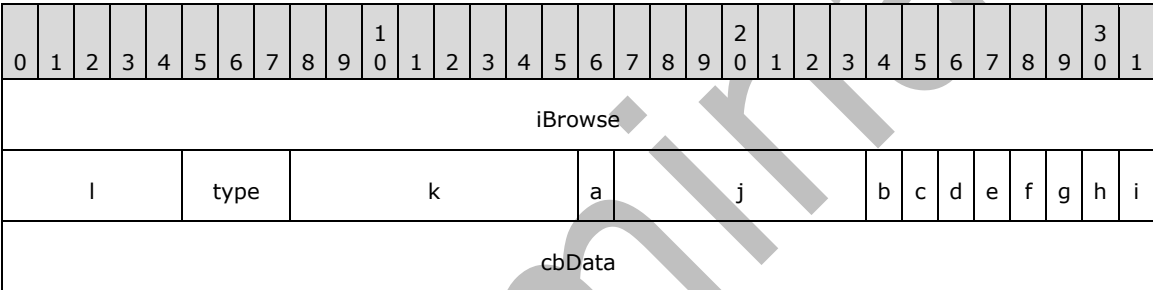 0 1 2 3 4 5 6 7 8 9 1 0 1 2 3 4 5 6 7 8 9 2 0 1 2 3 4 5 6 7 8 9 3 0 1
iBrowse
l type k a j b c d e f g h i
cbData